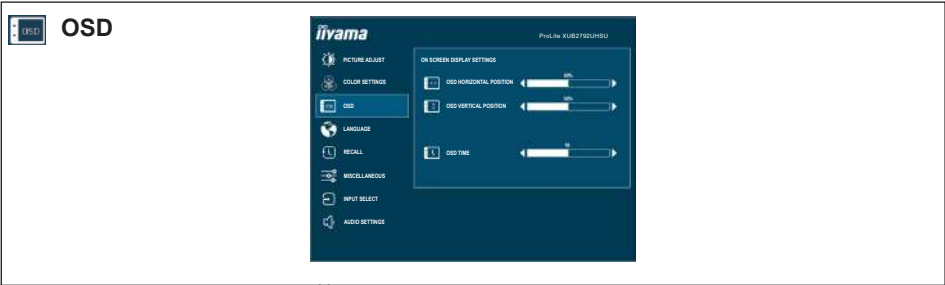 OSD
OSD
iiyama
ProLite XUB2792UHSU
PICTURE ADJUST
COLOR SETTINGS
OSD
LANGUAGE
RECALL
MISCELLANEOUS
INPUT SELECT
AUDIO SETTINGS
ON SCREEN DISPLAY SETTINGS
OSD HORIZONTAL POSITION
OSD VERTICAL POSITION
OSD TIME